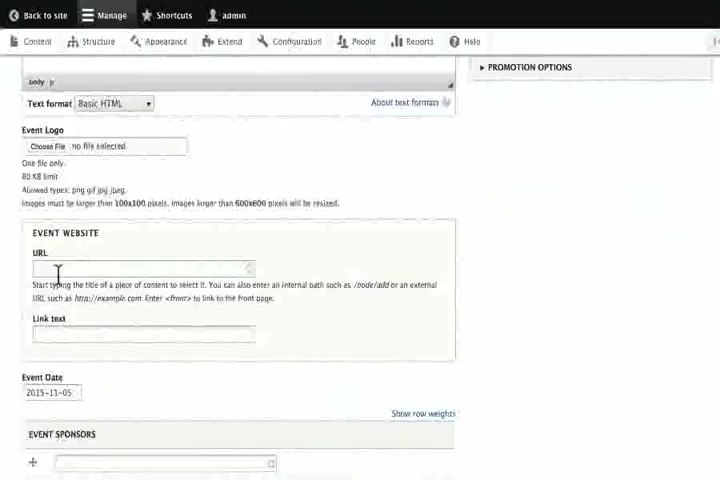 Back to site Manage Shortcuts admin
Content Structure Appearance Extend Configuration People Reports Help
PROMOTION OPTIONS
body p
Text format Basic HTML About text formats
Event Logo
Choose File no file selected
One file only.
80 KB limit
Allowed types: png gif jpg jpeg.
Images must be larger than 100x100 pixels. Images larger than 600x600 pixels will be resized.
EVENT WEBSITE
URL
Start typing the title of a piece of content to select it. You can also enter an internal path such as /node/add or an external
URL such as http://example.com. Enter <front> to link to the front page.
Link text
Event Date
2015-11-05
Show row weights
EVENT SPONSORS